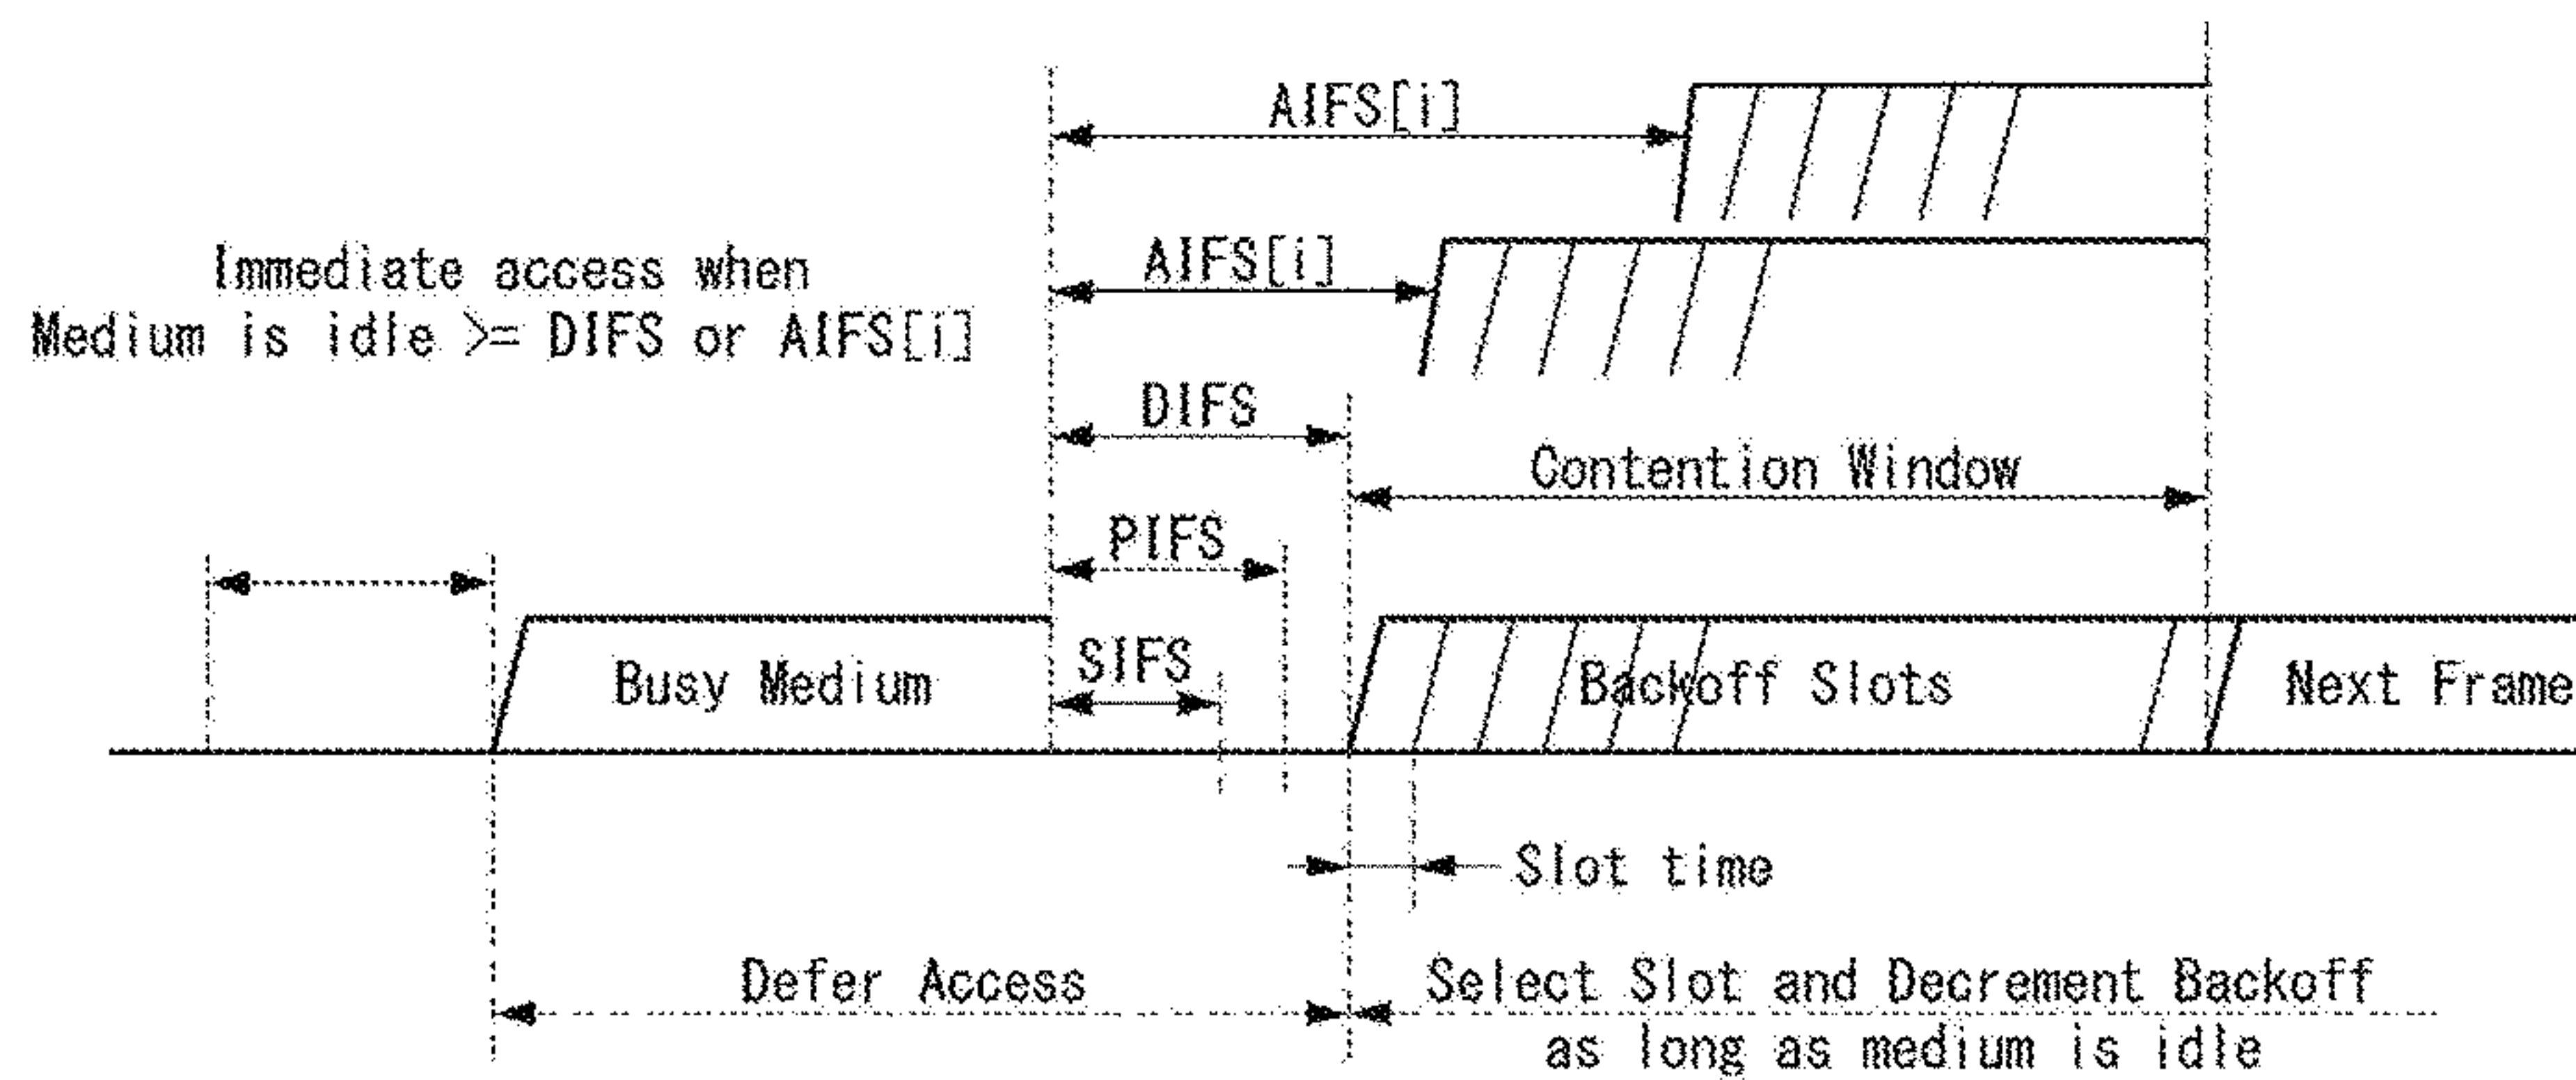 AIFS[i]
AIFS[i]
Immediate access when
Medium is idle >= DIFS or AIFS[i]
DIFS
Contention Window
PIFS
SIFS
Busy Medium
Backoff Slots
Next Frame
Slot time
Defer Access
Select Slot and Decrement Backoff
as long as medium is idle